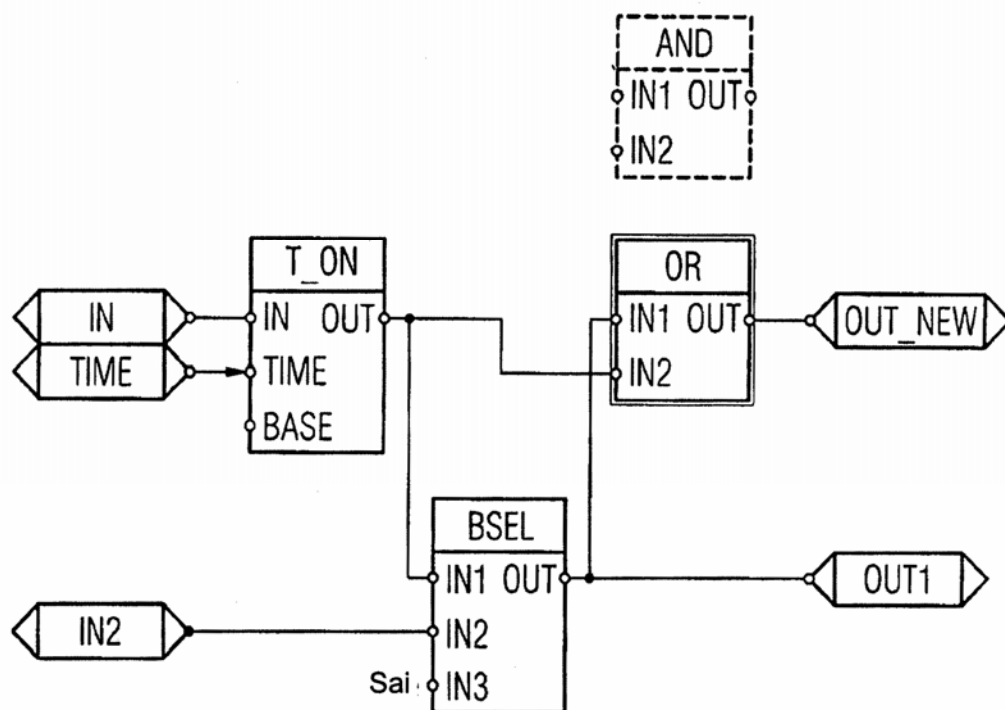 AND
IN1 OUT
IN2
T_ON
IN OUT
TIME
BASE
IN
TIME
OR
IN1 OUT
IN2
OUT_NEW
BSEL
IN1 OUT
IN2
Sai IN3
IN2
OUT1